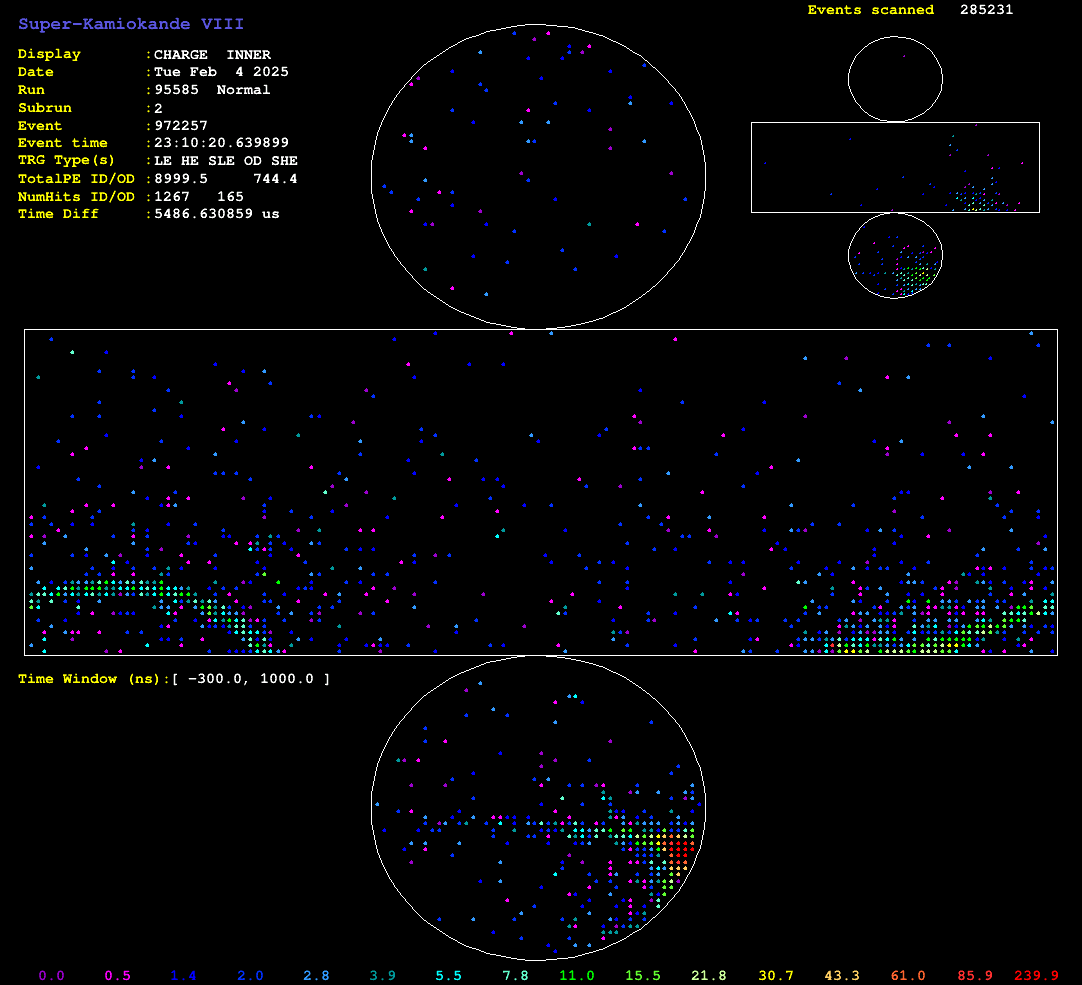 Super-Kamiokande VIII
Events scanned 285231
Display :CHARGE INNER
Date :Tue Feb 4 2025
Run :95585 Normal
Subrun :2
Event :972257
Event time :23:10:20.639899
TRG Type(s) :LE HE SLE OD SHE
TotalPE ID/OD :8999.5 744.4
NumHits ID/OD :1267 165
Time Diff :5486.630859 us
Time Window (ns):[ −300.0, 1000.0 ]
0.0 0.5 1.4 2.0 2.8 3.9 5.5 7.8 11.0 15.5 21.8 30.7 43.3 61.0 85.9 239.9